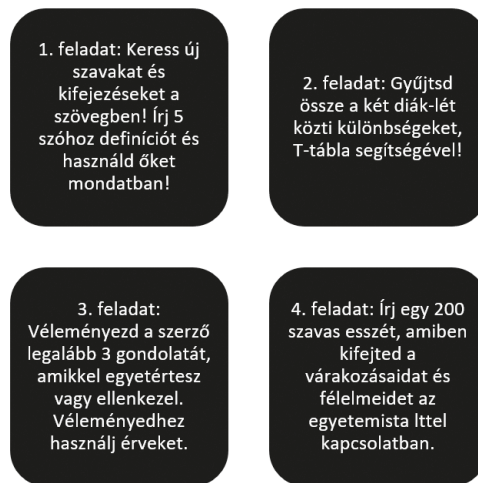 1. feladat: Keress új
szavakat és
kifejezéseket a
szövegben! Írj 5
szóhoz definíciót és
használd őket
mondatban!
2. feladat: Gyűjtsd
össze a két diák-lét
közti különbségeket,
T-tábla segítségével!
3. feladat:
Véleményezd a szerző
legalább 3 gondolatát,
amikkel egyetértesz
vagy ellenkezel.
Véleményedhez
használj érveket.
4. feladat: Írj egy 200
szavas esszét, amiben
kifejted a
várakozásaidat és
félelmeidet az
egyetemista lttel
kapcsolatban.